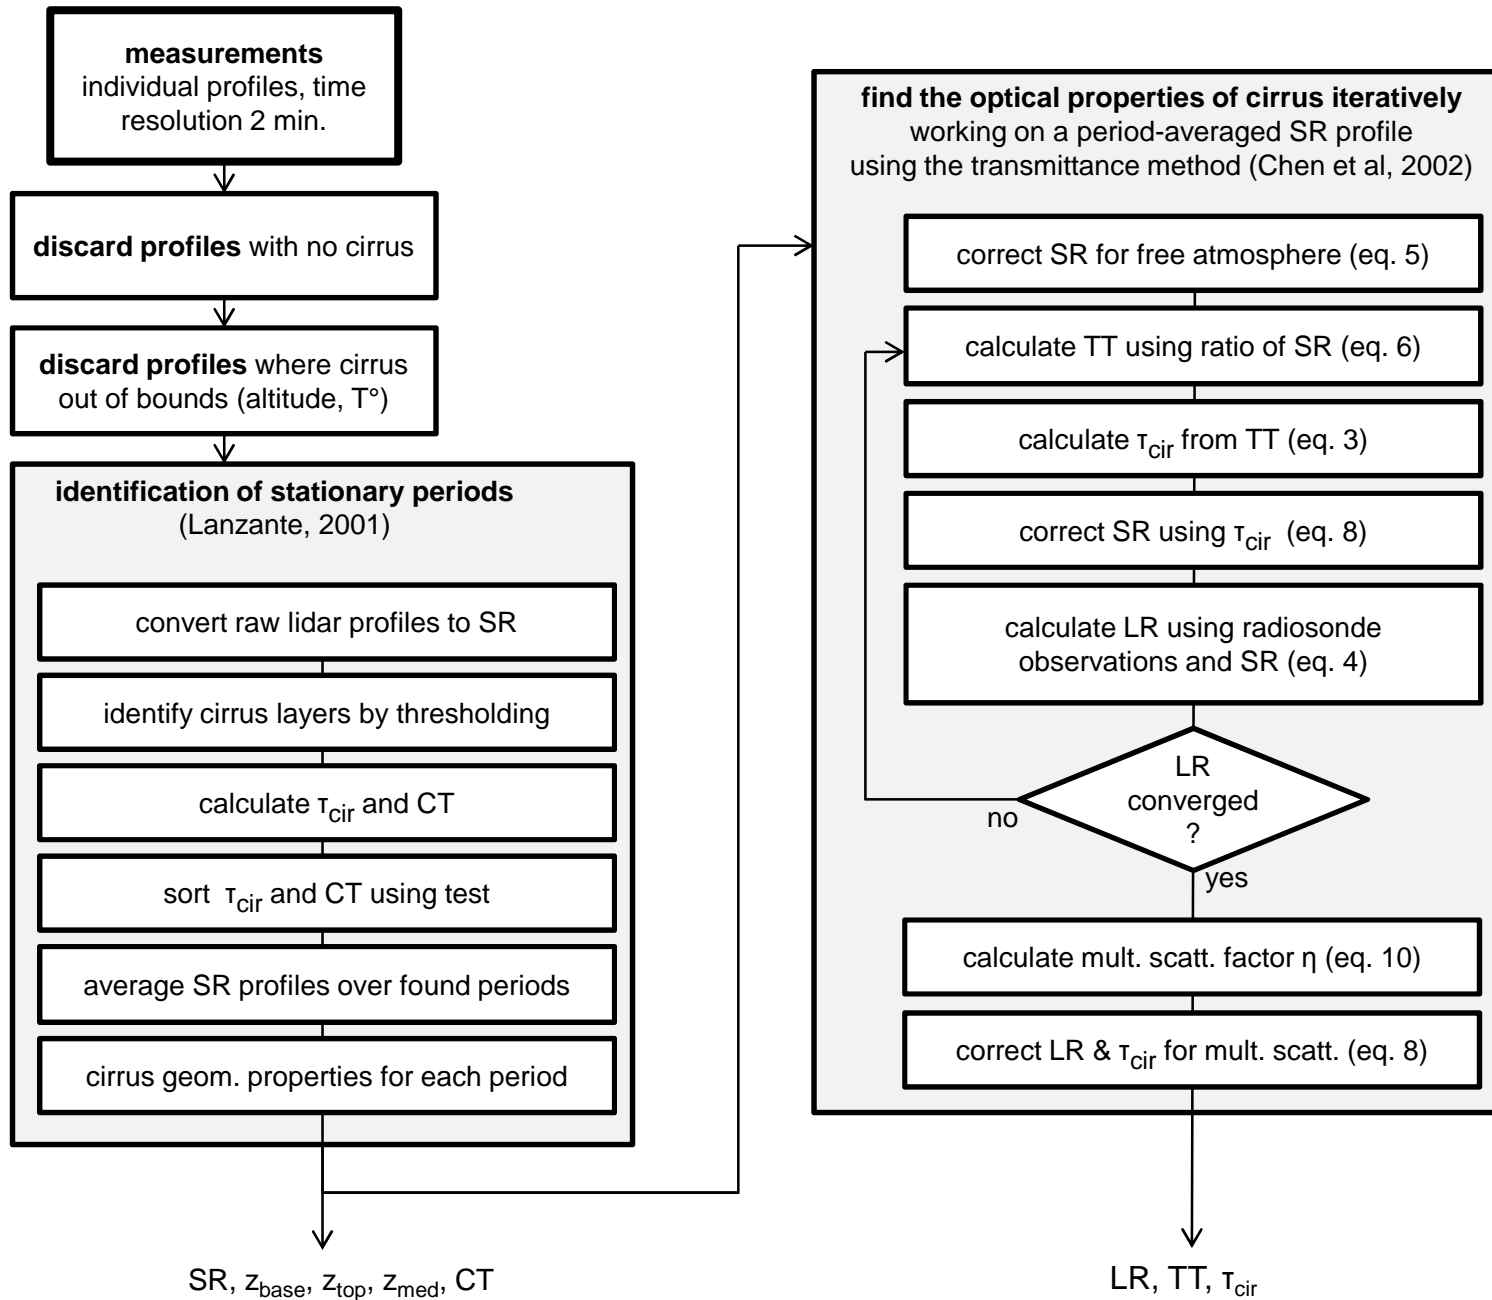 measurements
individual profiles, time
resolution 2 min.
discard profiles with no cirrus
discard profiles where cirrus
out of bounds (altitude, T°)
identification of stationary periods
(Lanzante, 2001)
convert raw lidar profiles to SR
identify cirrus layers by thresholding
calculate τcir and CT
sort τcir and CT using test
average SR profiles over found periods
cirrus geom. properties for each period
SR, zbase, ztop, zmed, CT
find the optical properties of cirrus iteratively
working on a period-averaged SR profile
using the transmittance method (Chen et al, 2002)
correct SR for free atmosphere (eq. 5)
calculate TT using ratio of SR (eq. 6)
calculate τcir from TT (eq. 3)
correct SR using τcir (eq. 8)
calculate LR using radiosonde
observations and SR (eq. 4)
LR
converged
?
no
yes
calculate mult. scatt. factor η (eq. 10)
correct LR & τcir for mult. scatt. (eq. 8)
LR, TT, τcir